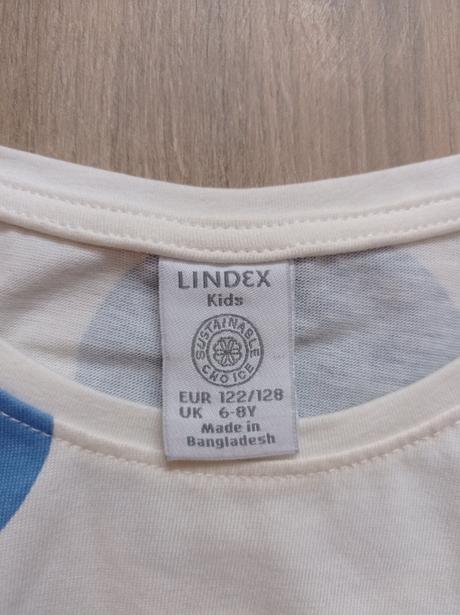 LINDEX
Kids
SUSTAINABLE
CHOICE
EUR 122/128
UK 6-8Y
Made in
Bangladesh